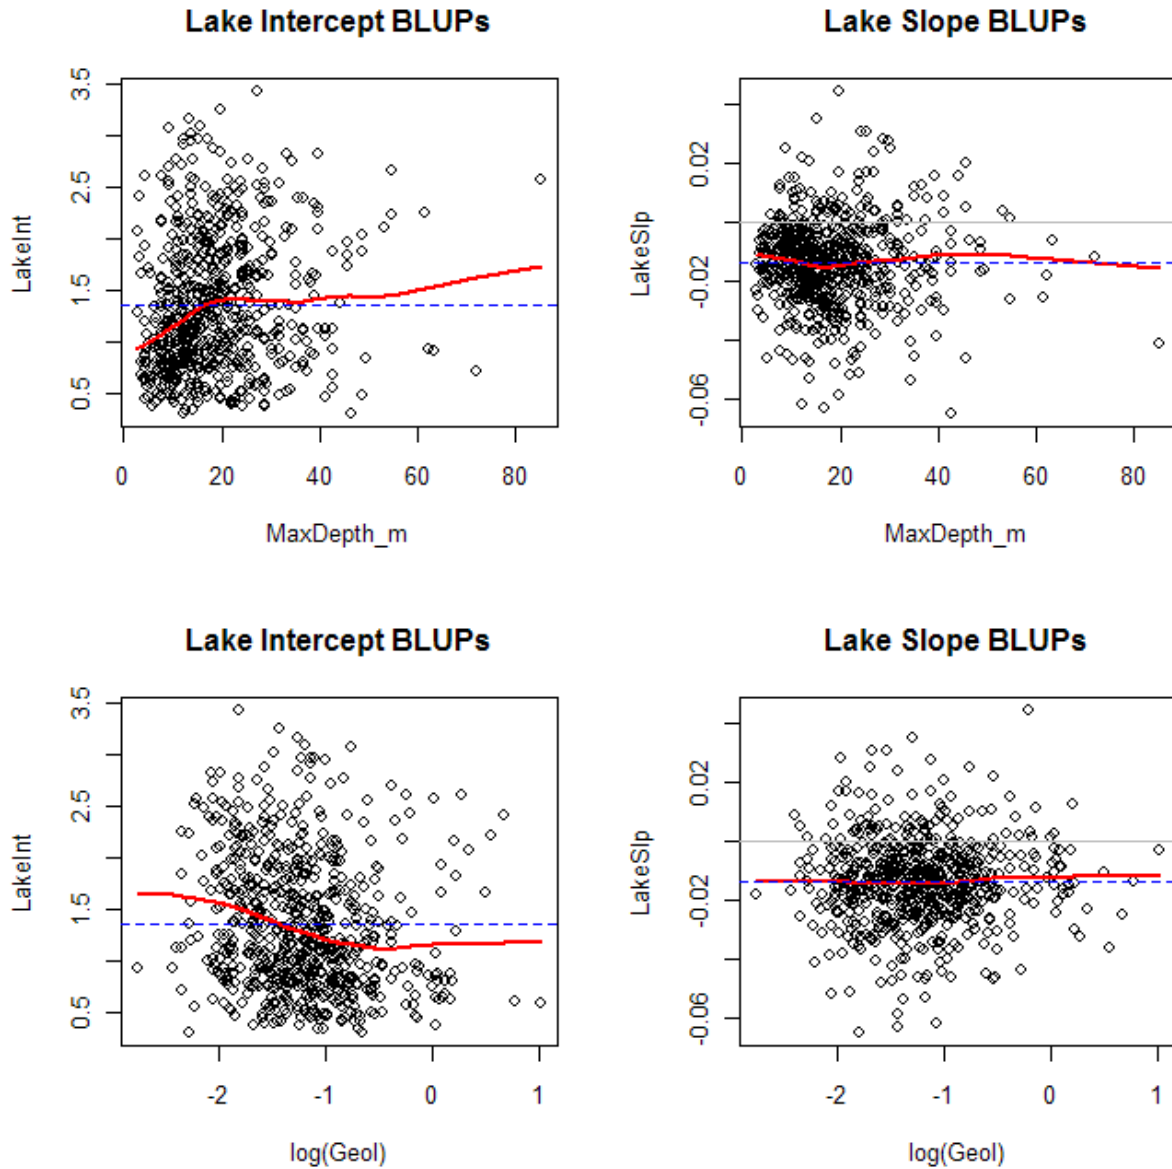 Lake Intercept BLUPs
LakeInt
3.5
2.5
1.5
0.5
0 20 40 60 80
MaxDepth_m
Lake Slope BLUPs
LakeSlp
0.02
-0.02
-0.06
0 20 40 60 80
MaxDepth_m
Lake Intercept BLUPs
LakeInt
3.5
2.5
1.5
0.5
-2 -1 0 1
log(Geol)
Lake Slope BLUPs
LakeSlp
0.02
-0.02
-0.06
-2 -1 0 1
log(Geol)